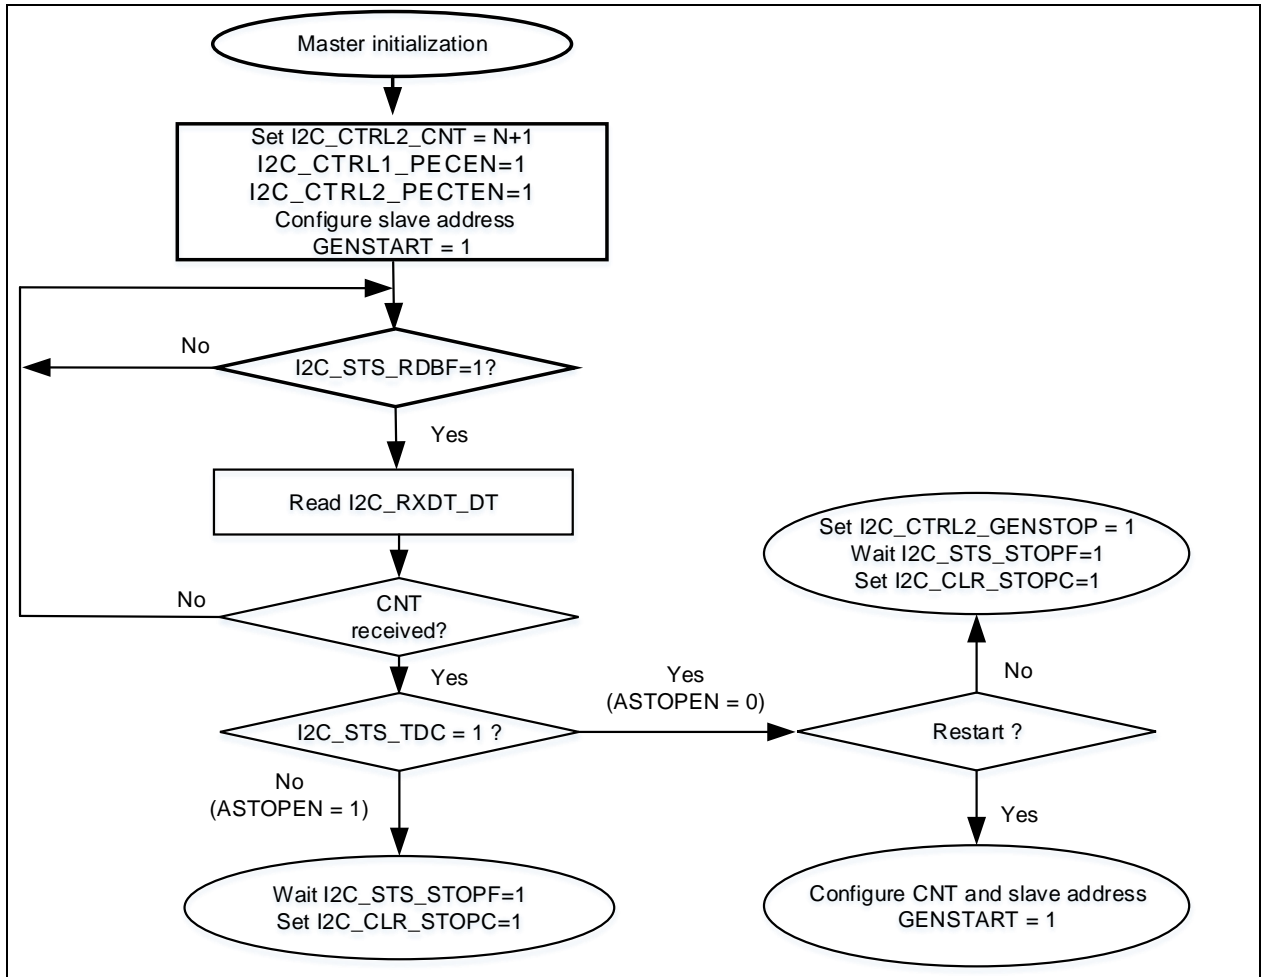 Master initialization
Set I2C_CTRL2_CNT = N+1
I2C_CTRL1_PECEN=1
I2C_CTRL2_PECTEN=1
Configure slave address
GENSTART = 1
No
I2C_STS_RDBF=1?
Yes
Read I2C_RXDT_DT
No
CNT
received?
Yes
I2C_STS_TDC = 1 ?
Yes
(ASTOPEN = 0)
Set I2C_CTRL2_GENSTOP = 1
Wait I2C_STS_STOPF=1
Set I2C_CLR_STOPC=1
No
Restart ?
No
(ASTOPEN = 1)
Yes
Wait I2C_STS_STOPF=1
Set I2C_CLR_STOPC=1
Configure CNT and slave address
GENSTART = 1